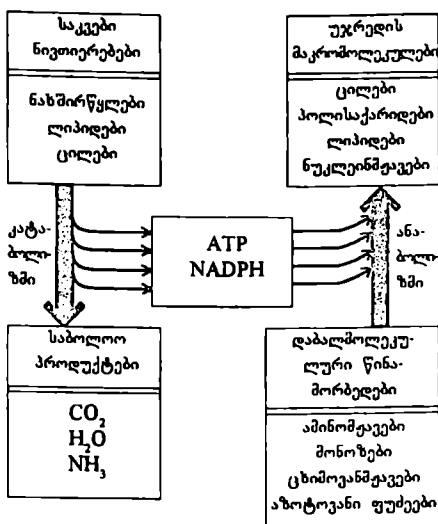 საკვები
ნივთიერებები
ნახშირწყლები
ლიპიდები
ცილები
უჯრედის
მაკრომოლეკულები
ცილები
პოლისაქარიდები
ლიპიდები
ნუკლეინმჟავები
კატა-
ბოლი-
ზმი
ATP
NADPH
ანა-
ბოლი-
ზმი
საბოლოო
პროდუქტები
CO₂
H₂O
NH₃
დაბალმოლეკუ-
ლური წინა-
მორბედები
ამინომჟავები
მონოზები
ცხიმოვანმჟავები
აზოტოვანი ფუძეები